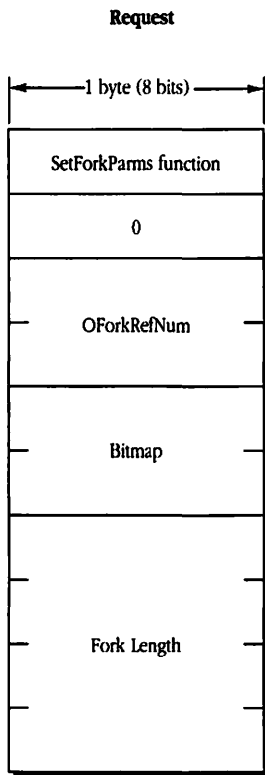 Request
1 byte (8 bits)
SetForkParms function
0
OForkRefNum
Bitmap
Fork Length